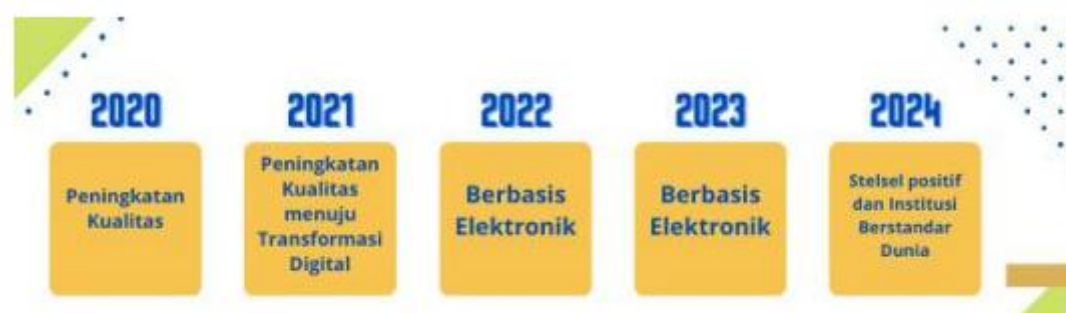 2020
Peningkatan
Kualitas
2021
Peningkatan
Kualitas
menuju
Transformasi
Digital
2022
Berbasis
Elektronik
2023
Berbasis
Elektronik
2024
Stelsel positif
dan Institusi
Berstandar
Dunia